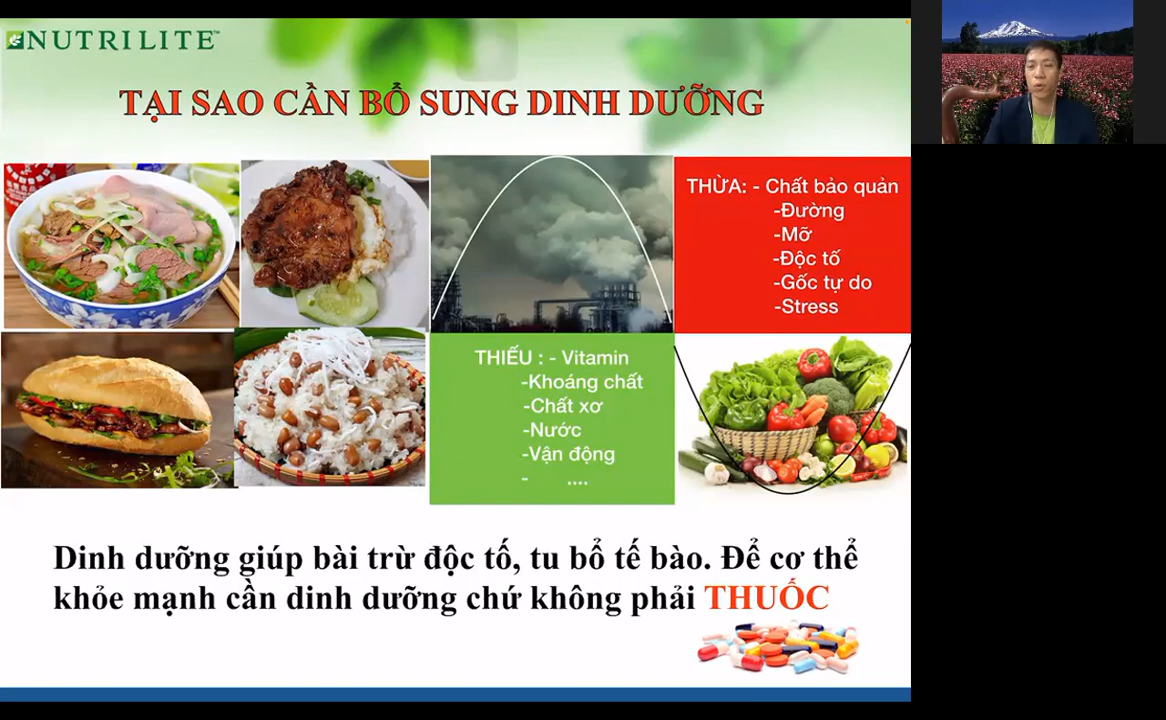 NUTRILITE™
TẠI SAO CẦN BỔ SUNG DINH DƯỠNG
THỪA: - Chất bảo quản
-Đường
-Mỡ
-Độc tố
-Gốc tự do
-Stress
THIẾU : - Vitamin
-Khoáng chất
-Chất xơ
-Nước
-Vận động
- ....
Dinh dưỡng giúp bài trừ độc tố, tu bổ tế bào. Để cơ thể
khỏe mạnh cần dinh dưỡng chứ không phải THUỐC